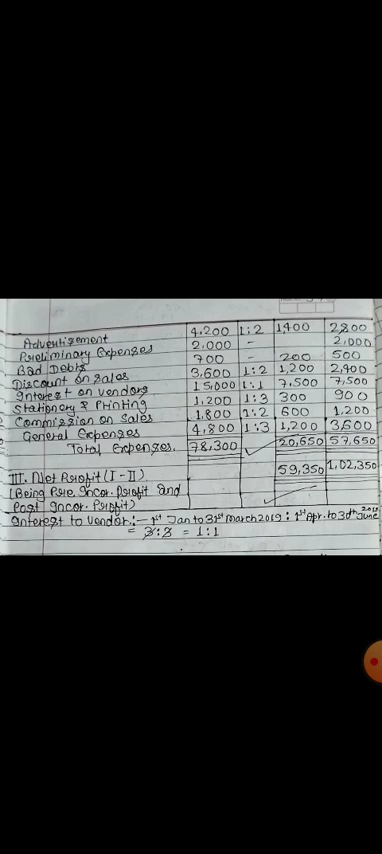 Advertizement 4,200 1:2 1,400 2,800
Preliminary Expenses 2,000 - 2,000
Bad Debts 700 - 200 500
Discount on sales 3,600 1:2 1,200 2,400
Interest on vendors 15,000 1:1 7,500 7,500
Stationary & Printing 1,200 1:3 300 900
Commission on Sales 1,800 1:2 600 1,200
General Expenses 4,800 1:3 1,200 3,600
Total Expenses. 78,300 20,650 57,650
III. Net Profit (I - II) 59,350 1,02,350
(Being Pre. Incor. Profit and
Post Incor. Profit)
Interest to vendor:- 1st Jan to 31st March 2019 : 1st Apr. to 30th June 2019
= 3:3 = 1:1